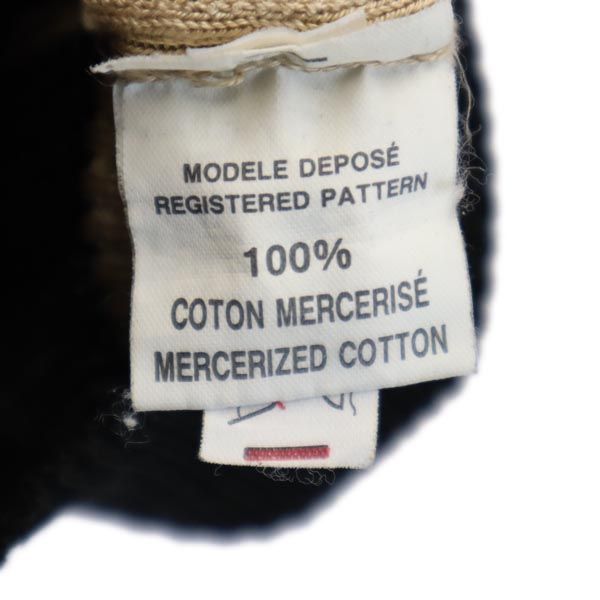 MODELE DEPOSÉ
REGISTERED PATTERN
100%
COTON MERCERISÉ
MERCERIZED COTTON